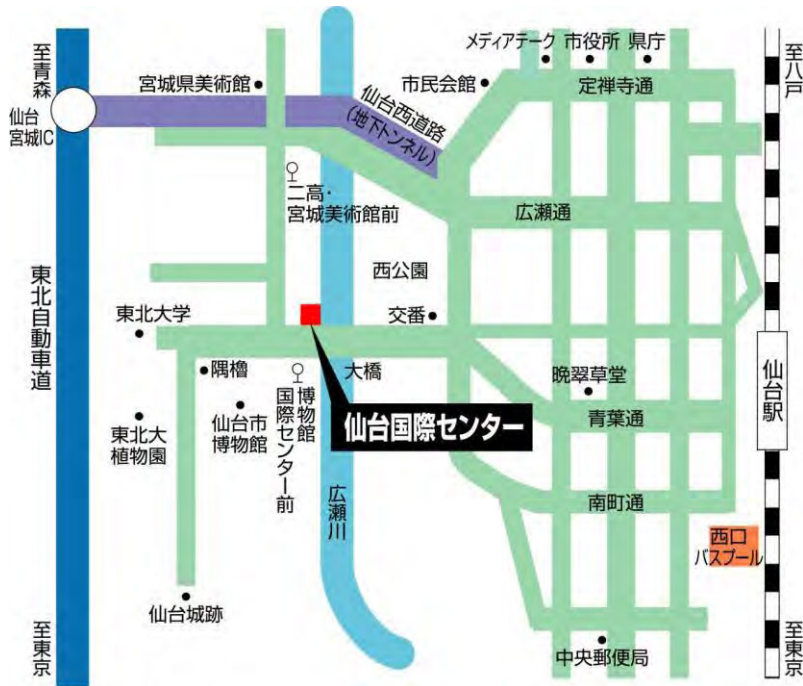 至青森
仙台
宮城IC
宮城県美術館
仙台西道路
(地下トンネル)
市民会館
メディアテーク
市役所
県庁
定禅寺通
至八戸
二高・
宮城美術館前
広瀬通
西公園
東北自動車道
東北大学
交番
隅櫓
大橋
晩翠草堂
仙台駅
仙台国際センター
青葉通
東北大
植物園
仙台市
博物館
博物館
国際センター前
広瀬川
南町通
西口
バスプール
仙台城跡
中央郵便局
至東京
至東京